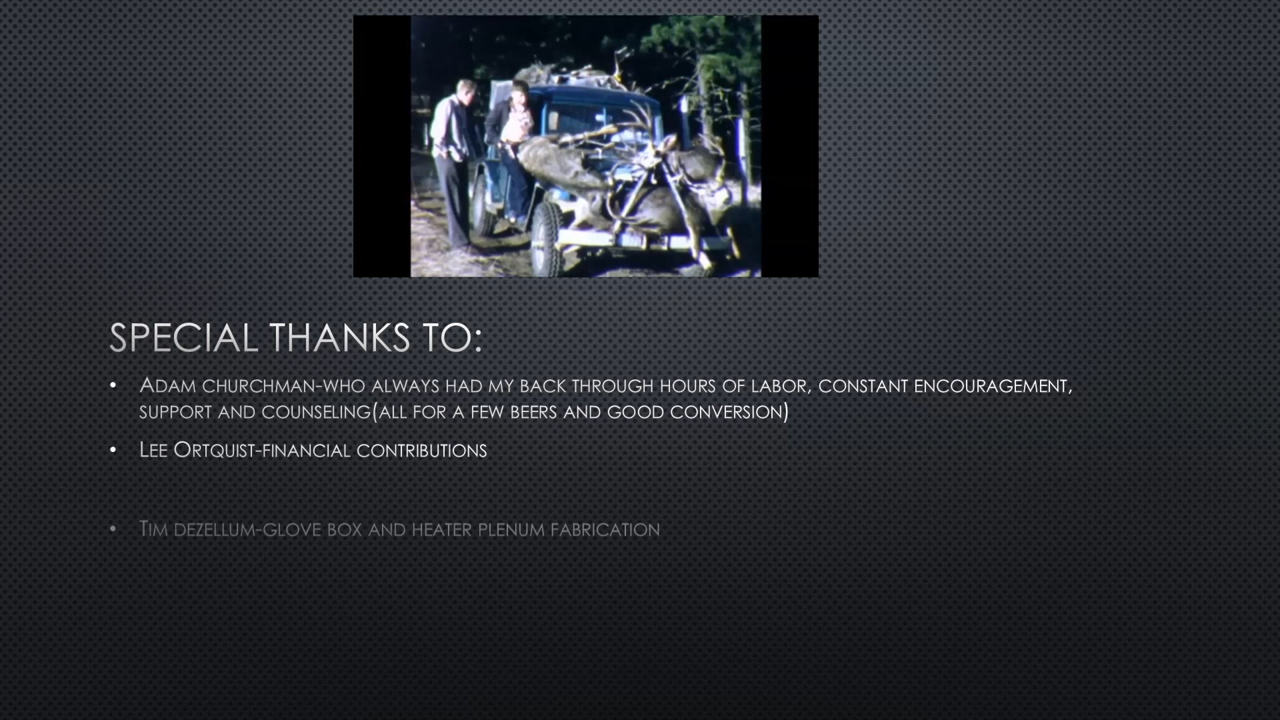 SPECIAL THANKS TO:
• ADAM CHURCHMAN-WHO ALWAYS HAD MY BACK THROUGH HOURS OF LABOR, CONSTANT ENCOURAGEMENT,
SUPPORT AND COUNSELING(ALL FOR A FEW BEERS AND GOOD CONVERSION)
• LEE ORTQUIST-FINANCIAL CONTRIBUTIONS
• TIM DEZELLUM-GLOVE BOX AND HEATER PLENUM FABRICATION